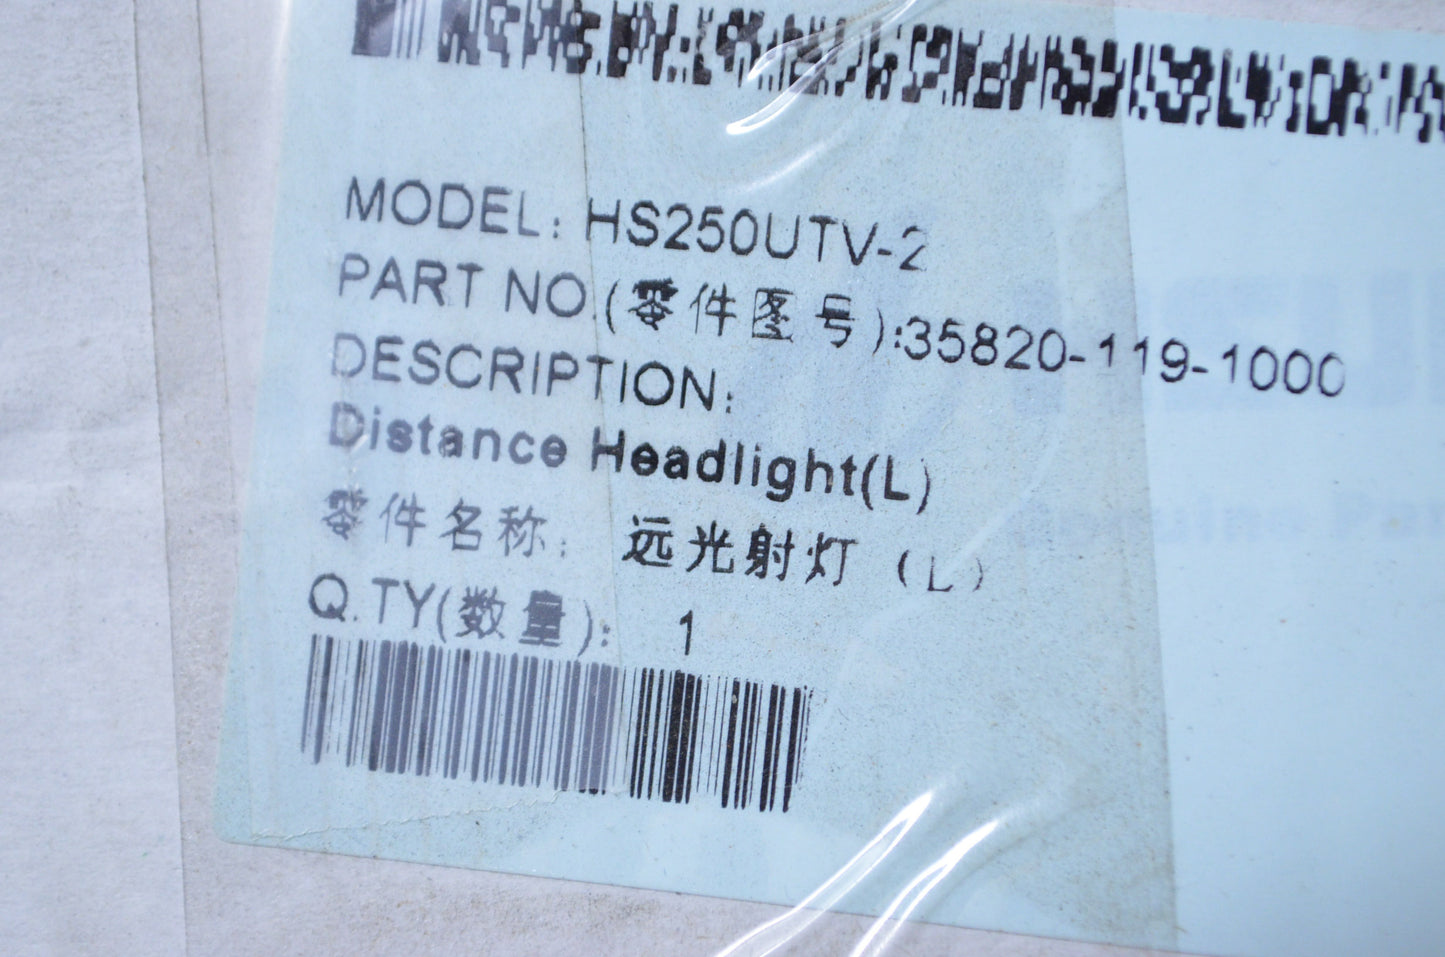 MODEL: HS250UTV-2
PART NO.(零件图号):35820-119-1000
DESCRIPTION:
Distance Headlight(L)
零件名称: 远光射灯 (L)
Q.TY(数量): 1